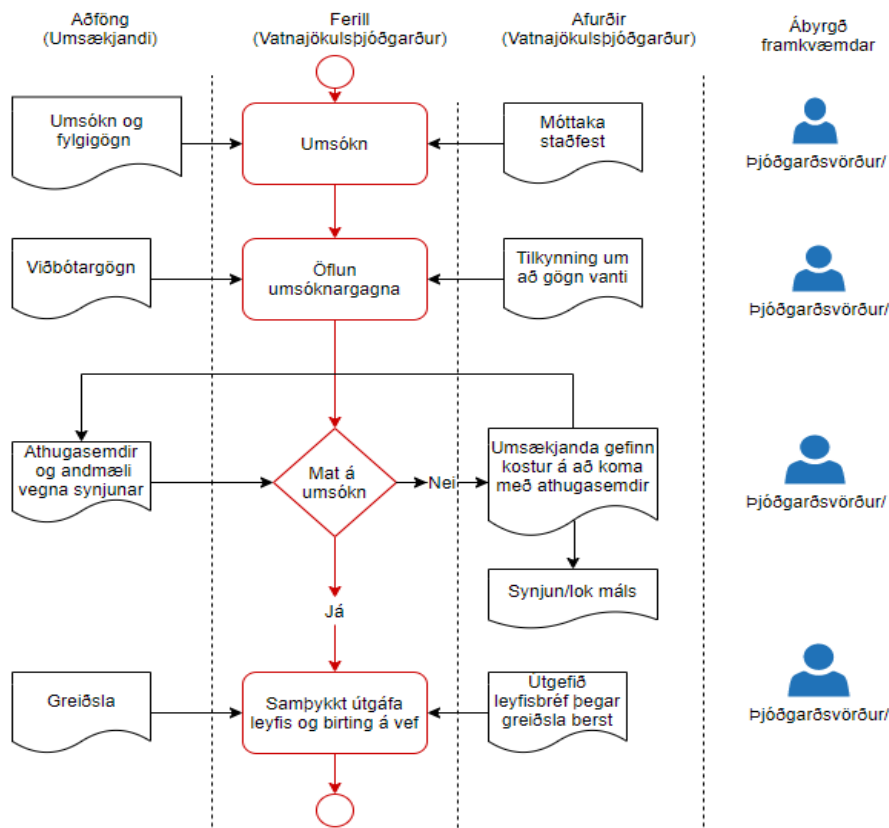 Aðföng
(Umsækjandi)
Ferill
(Vatnajökulsþjóðgarður)
Afurðir
(Vatnajökulsþjóðgarður)
Ábyrgð
framkvæmdar
Umsókn og
fylgigögn
Umsókn
Móttaka
staðfest
Þjóðgarðsvörður/
Viðbótargögn
Öflun
umsóknargagna
Tilkynning um
að gögn vanti
Þjóðgarðsvörður/
Athugasemdir
og andmæli
vegna synjunar
Mat á
umsókn
Nei
Umsækjanda gefinn
kostur á að koma
með athugasemdir
Þjóðgarðsvörður/
Synjun/lok máls
Já
Greiðsla
Samþykkt útgáfa
leyfis og birting á vef
Útgefið
leyfisbréf þegar
greiðsla berst
Þjóðgarðsvörður/